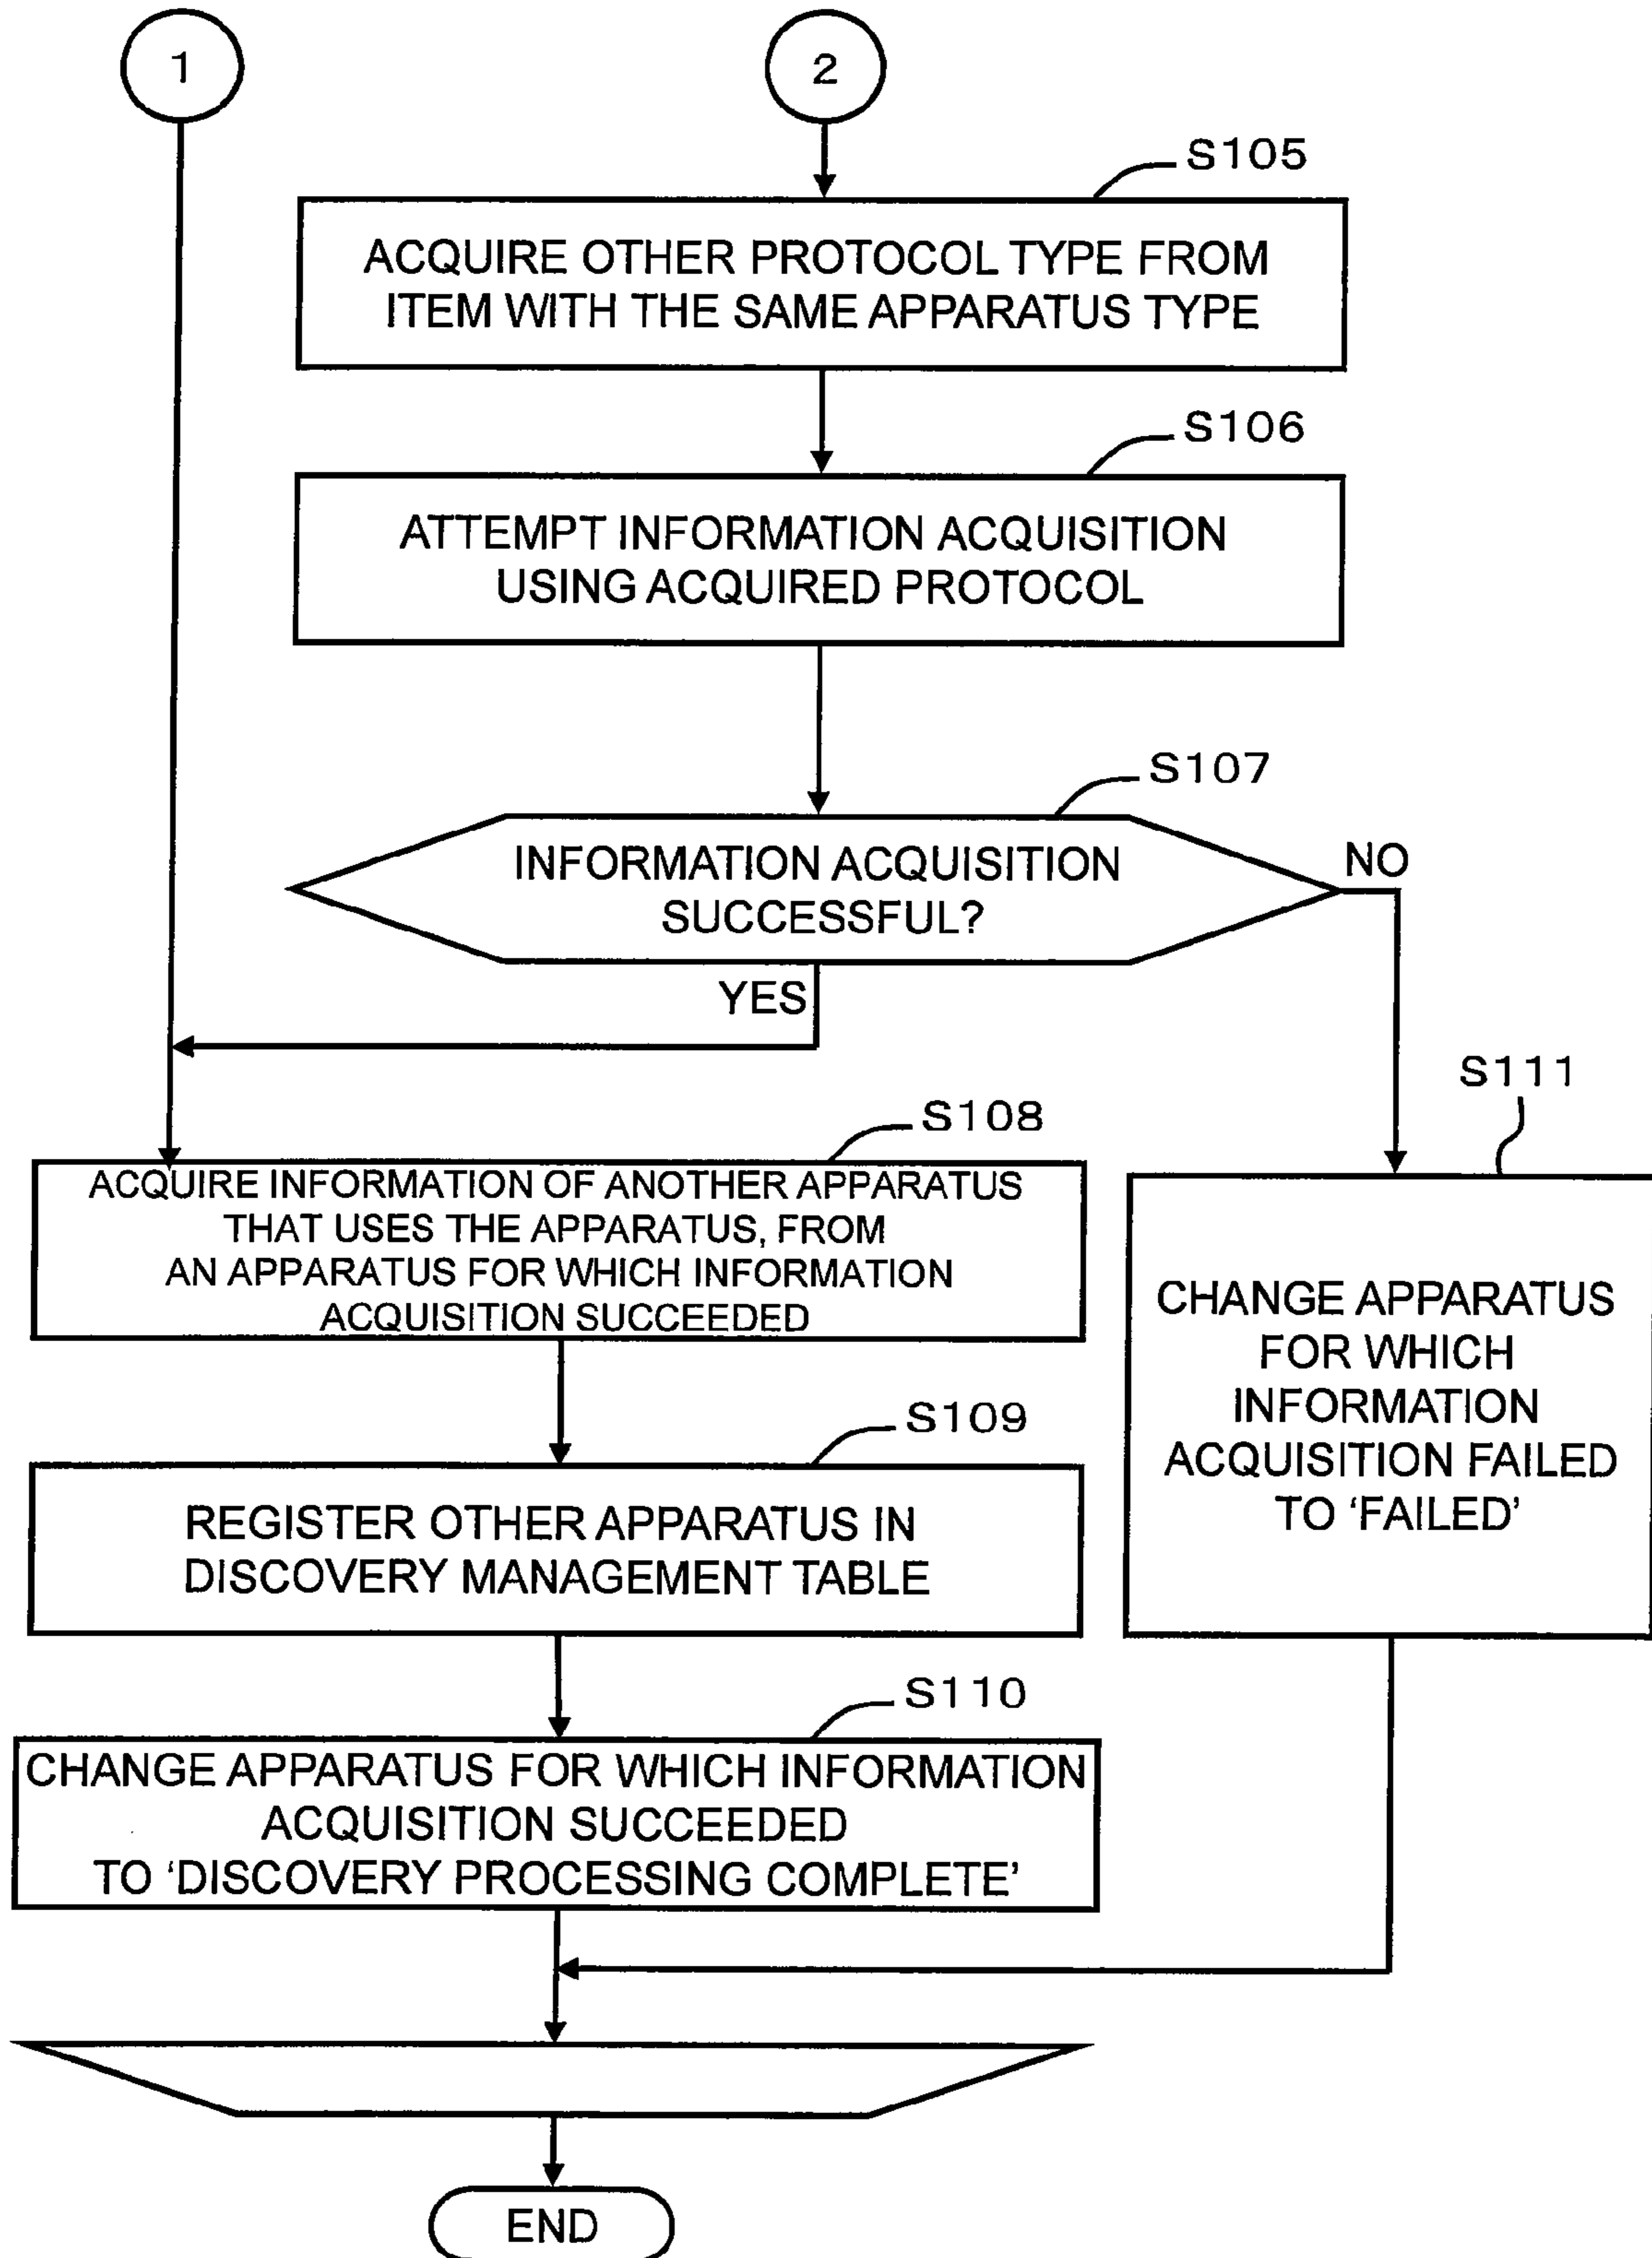 1
2
S105
ACQUIRE OTHER PROTOCOL TYPE FROM
ITEM WITH THE SAME APPARATUS TYPE
S106
ATTEMPT INFORMATION ACQUISITION
USING ACQUIRED PROTOCOL
S107
INFORMATION ACQUISITION
SUCCESSFUL?
NO
YES
S108
ACQUIRE INFORMATION OF ANOTHER APPARATUS
THAT USES THE APPARATUS, FROM
AN APPARATUS FOR WHICH INFORMATION
ACQUISITION SUCCEEDED
S111
CHANGE APPARATUS
FOR WHICH
INFORMATION
ACQUISITION FAILED
TO ‘FAILED’
S109
REGISTER OTHER APPARATUS IN
DISCOVERY MANAGEMENT TABLE
S110
CHANGE APPARATUS FOR WHICH INFORMATION
ACQUISITION SUCCEEDED
TO ‘DISCOVERY PROCESSING COMPLETE’
END